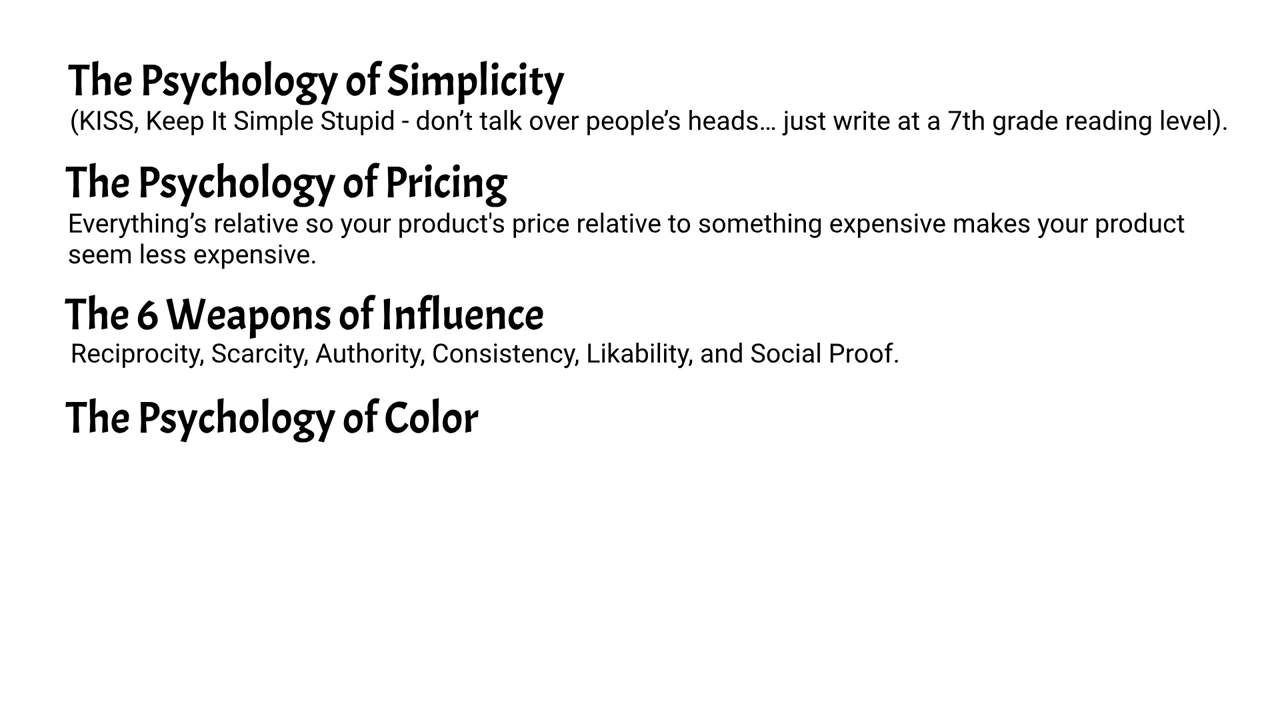 The Psychology of Simplicity
(KISS, Keep It Simple Stupid - don’t talk over people’s heads… just write at a 7th grade reading level).
The Psychology of Pricing
Everything’s relative so your product's price relative to something expensive makes your product
seem less expensive.
The 6 Weapons of Influence
Reciprocity, Scarcity, Authority, Consistency, Likability, and Social Proof.
The Psychology of Color